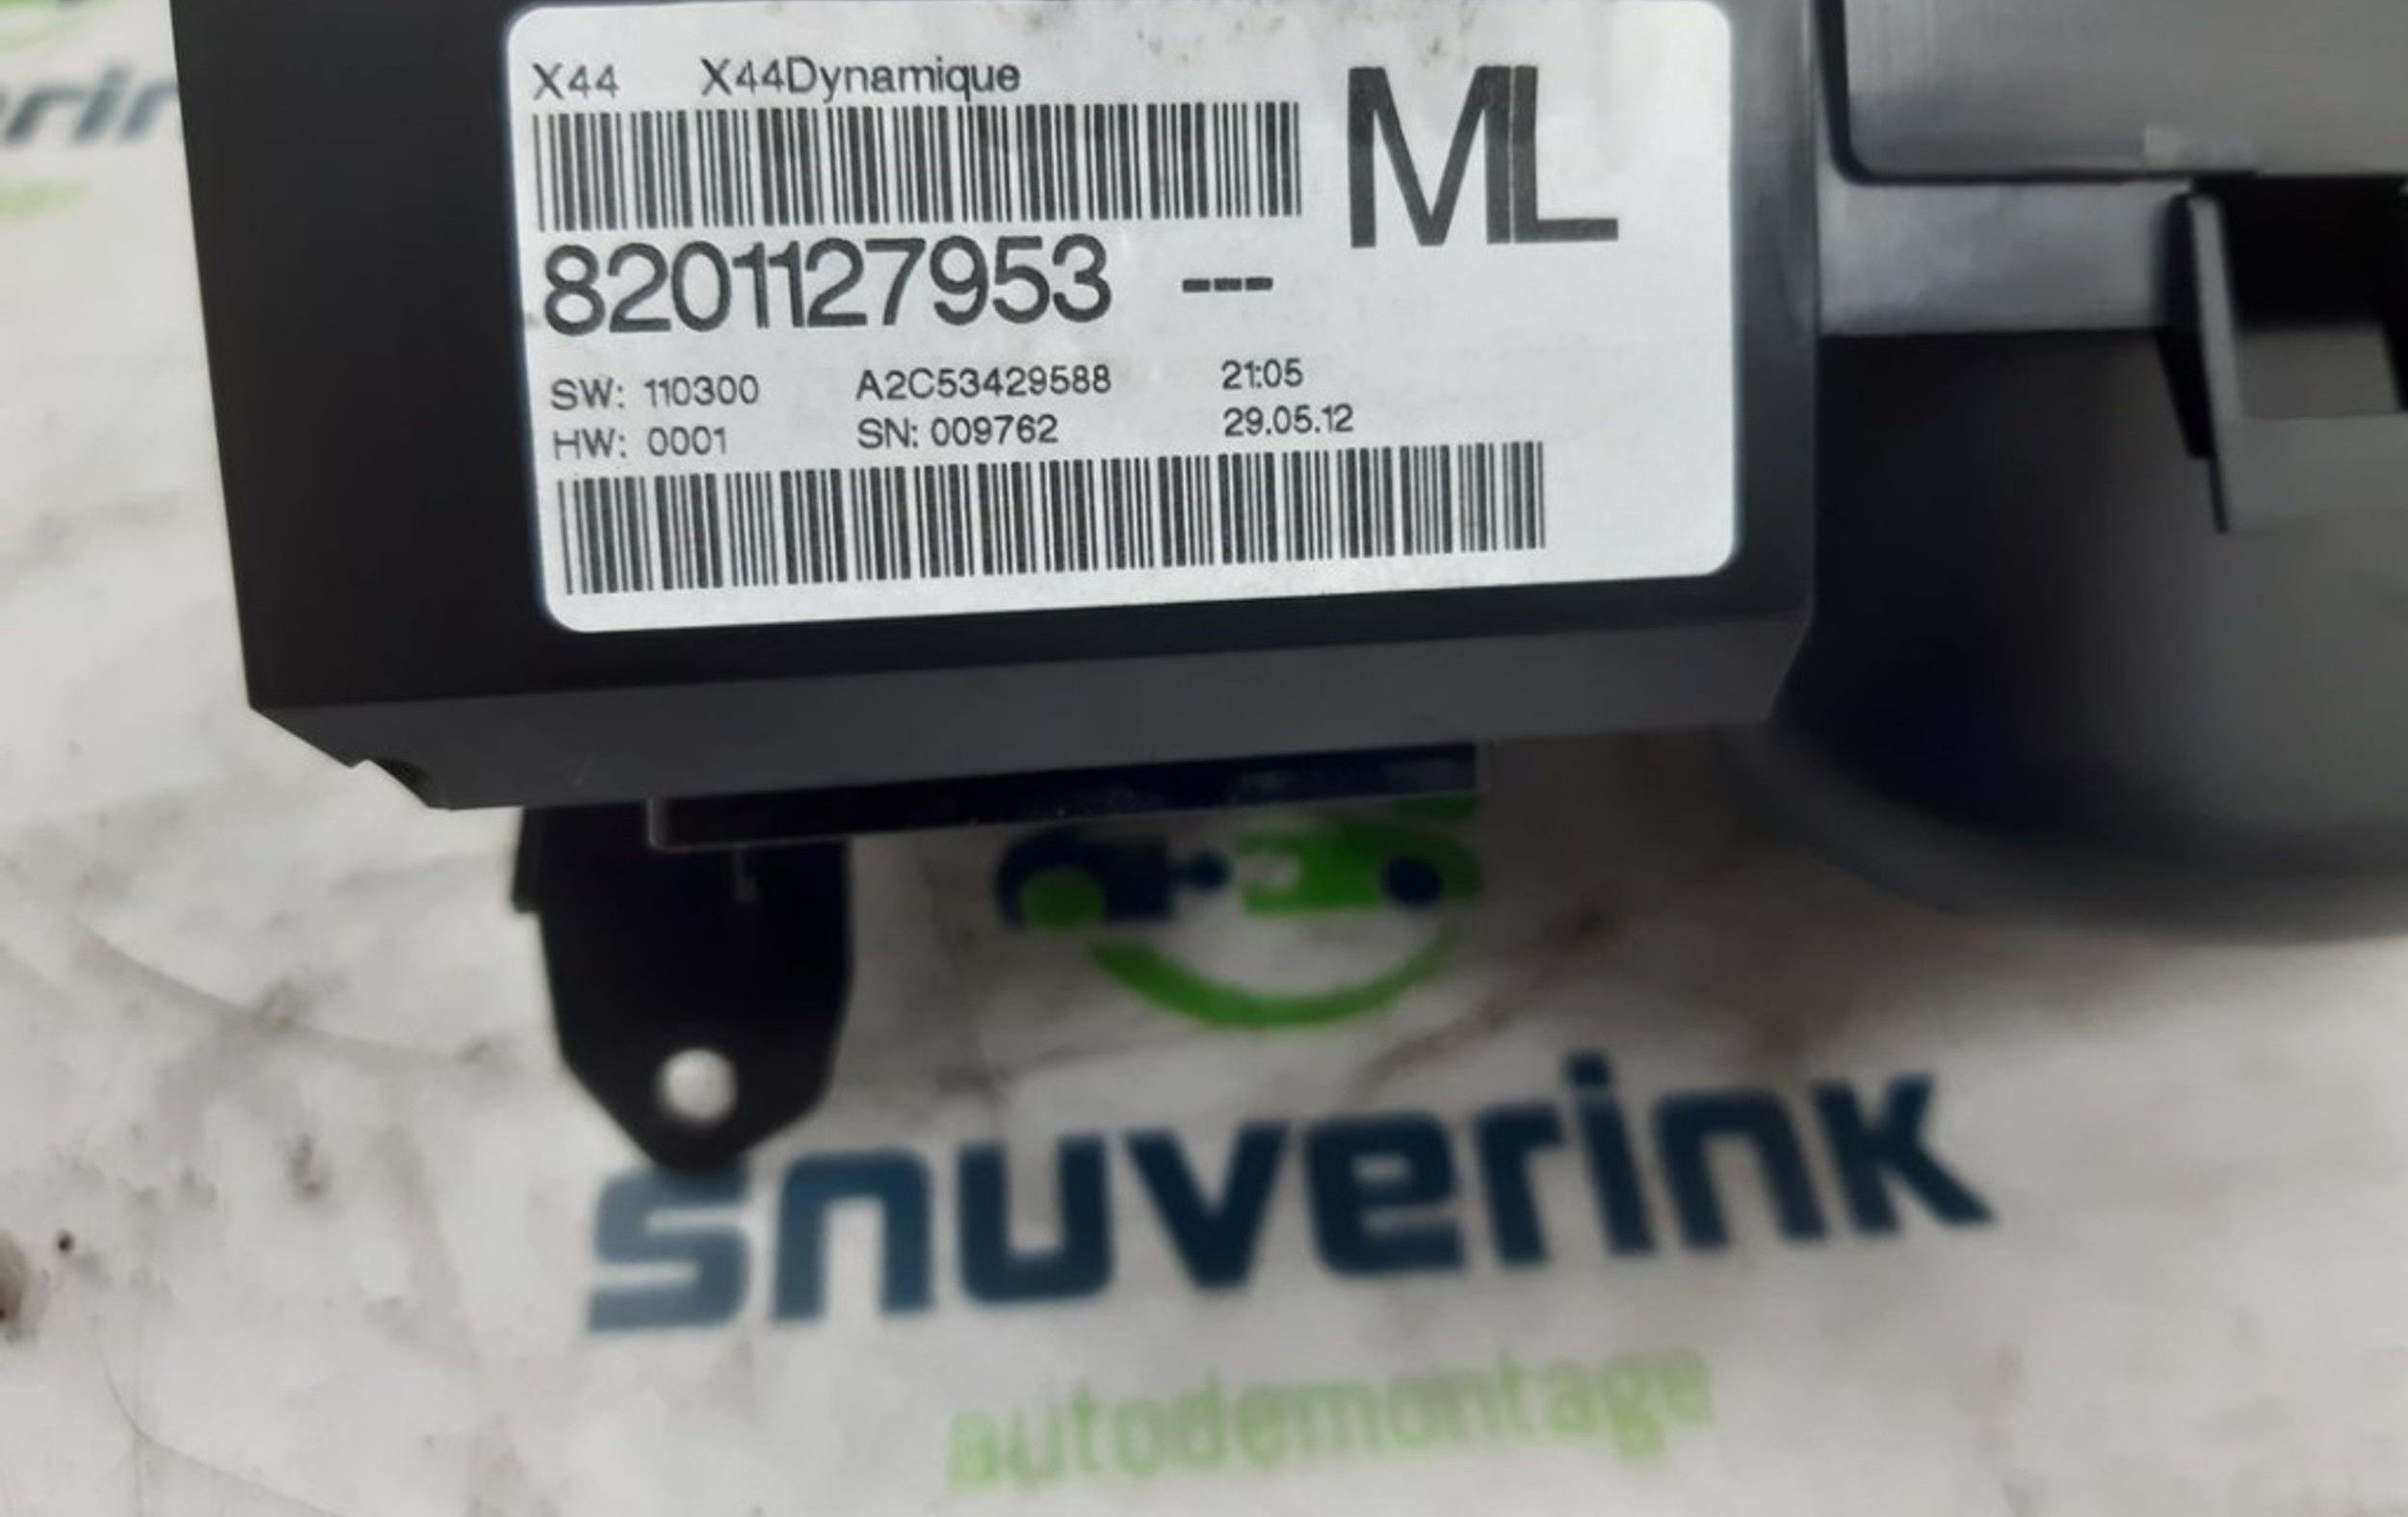 X44 X44Dynamique
ML
8201127953 ---
SW: 110300 A2C53429588 21:05
HW: 0001 SN: 009762 29.05.12
snuverink
autodemontage